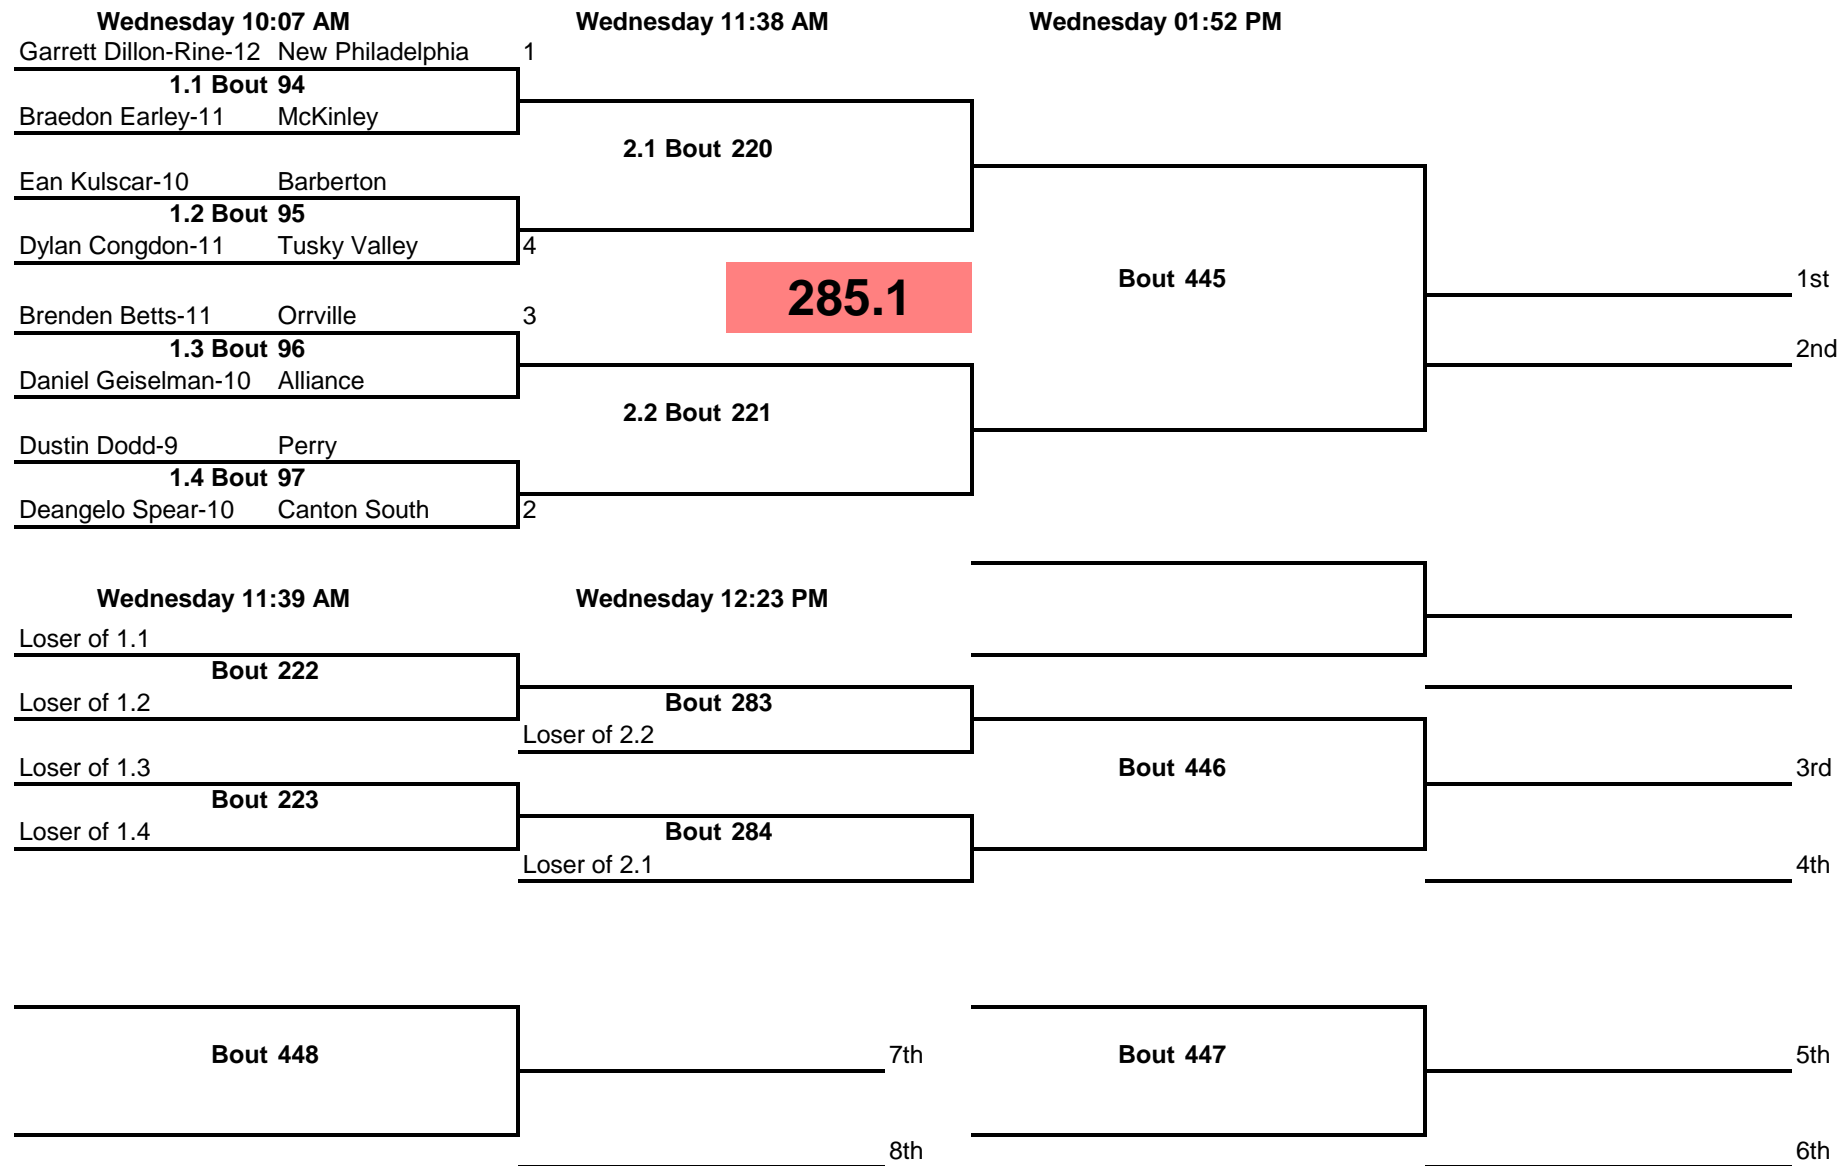 Wednesday 10:07 AM Wednesday 11:38 AM Wednesday 01:52 PM
Garrett Dillon-Rine-12 New Philadelphia 1
1.1 Bout 94
Braedon Earley-11 McKinley
2.1 Bout 220
Ean Kulscar-10 Barberton
1.2 Bout 95
Dylan Congdon-11 Tusky Valley 4
285.1 Bout 445 1st
Brenden Betts-11 Orrville 3
1.3 Bout 96 2nd
Daniel Geiselman-10 Alliance
2.2 Bout 221
Dustin Dodd-9 Perry
1.4 Bout 97
Deangelo Spear-10 Canton South 2
Wednesday 11:39 AM Wednesday 12:23 PM
Loser of 1.1
Bout 222
Loser of 1.2 Bout 283
Loser of 2.2
Loser of 1.3 Bout 446 3rd
Bout 223
Loser of 1.4 Bout 284
Loser of 2.1 4th
Bout 448 7th Bout 447 5th
8th 6th